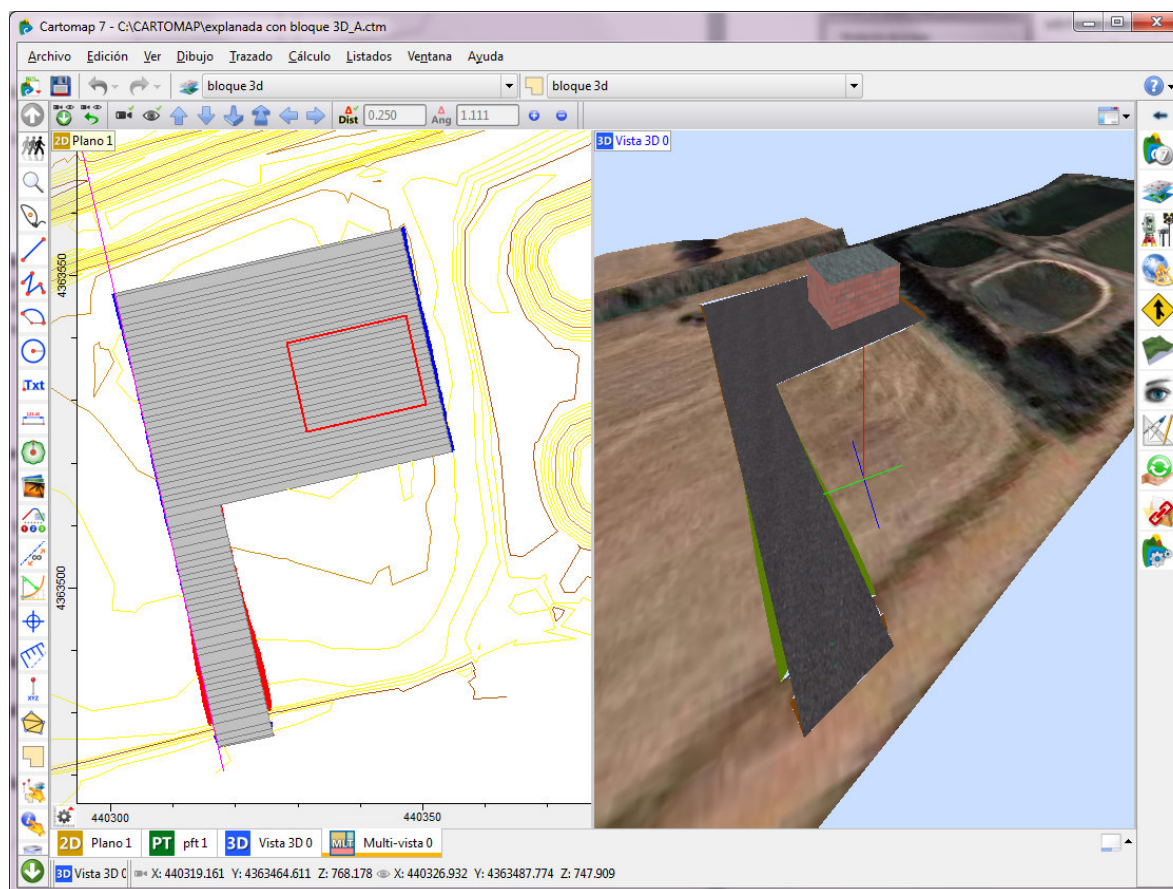 Cartomap 7 - C:\CARTOMAP\explanada con bloque 3D_A.ctm
Archivo Edición Ver Dibujo Trazado Cálculo Listados Ventana Ayuda
bloque 3d bloque 3d
Dist 0.250 Ang 1.111
2D Plano 1
3D Vista 3D 0
4363550
.Txt
4363500
XYZ
440300 440350
2D Plano 1 PT pft 1 3D Vista 3D 0 MLT Multi-vista 0
3D Vista 3D 0 X: 440319.161 Y: 4363464.611 Z: 768.178 X: 440326.932 Y: 4363487.774 Z: 747.909